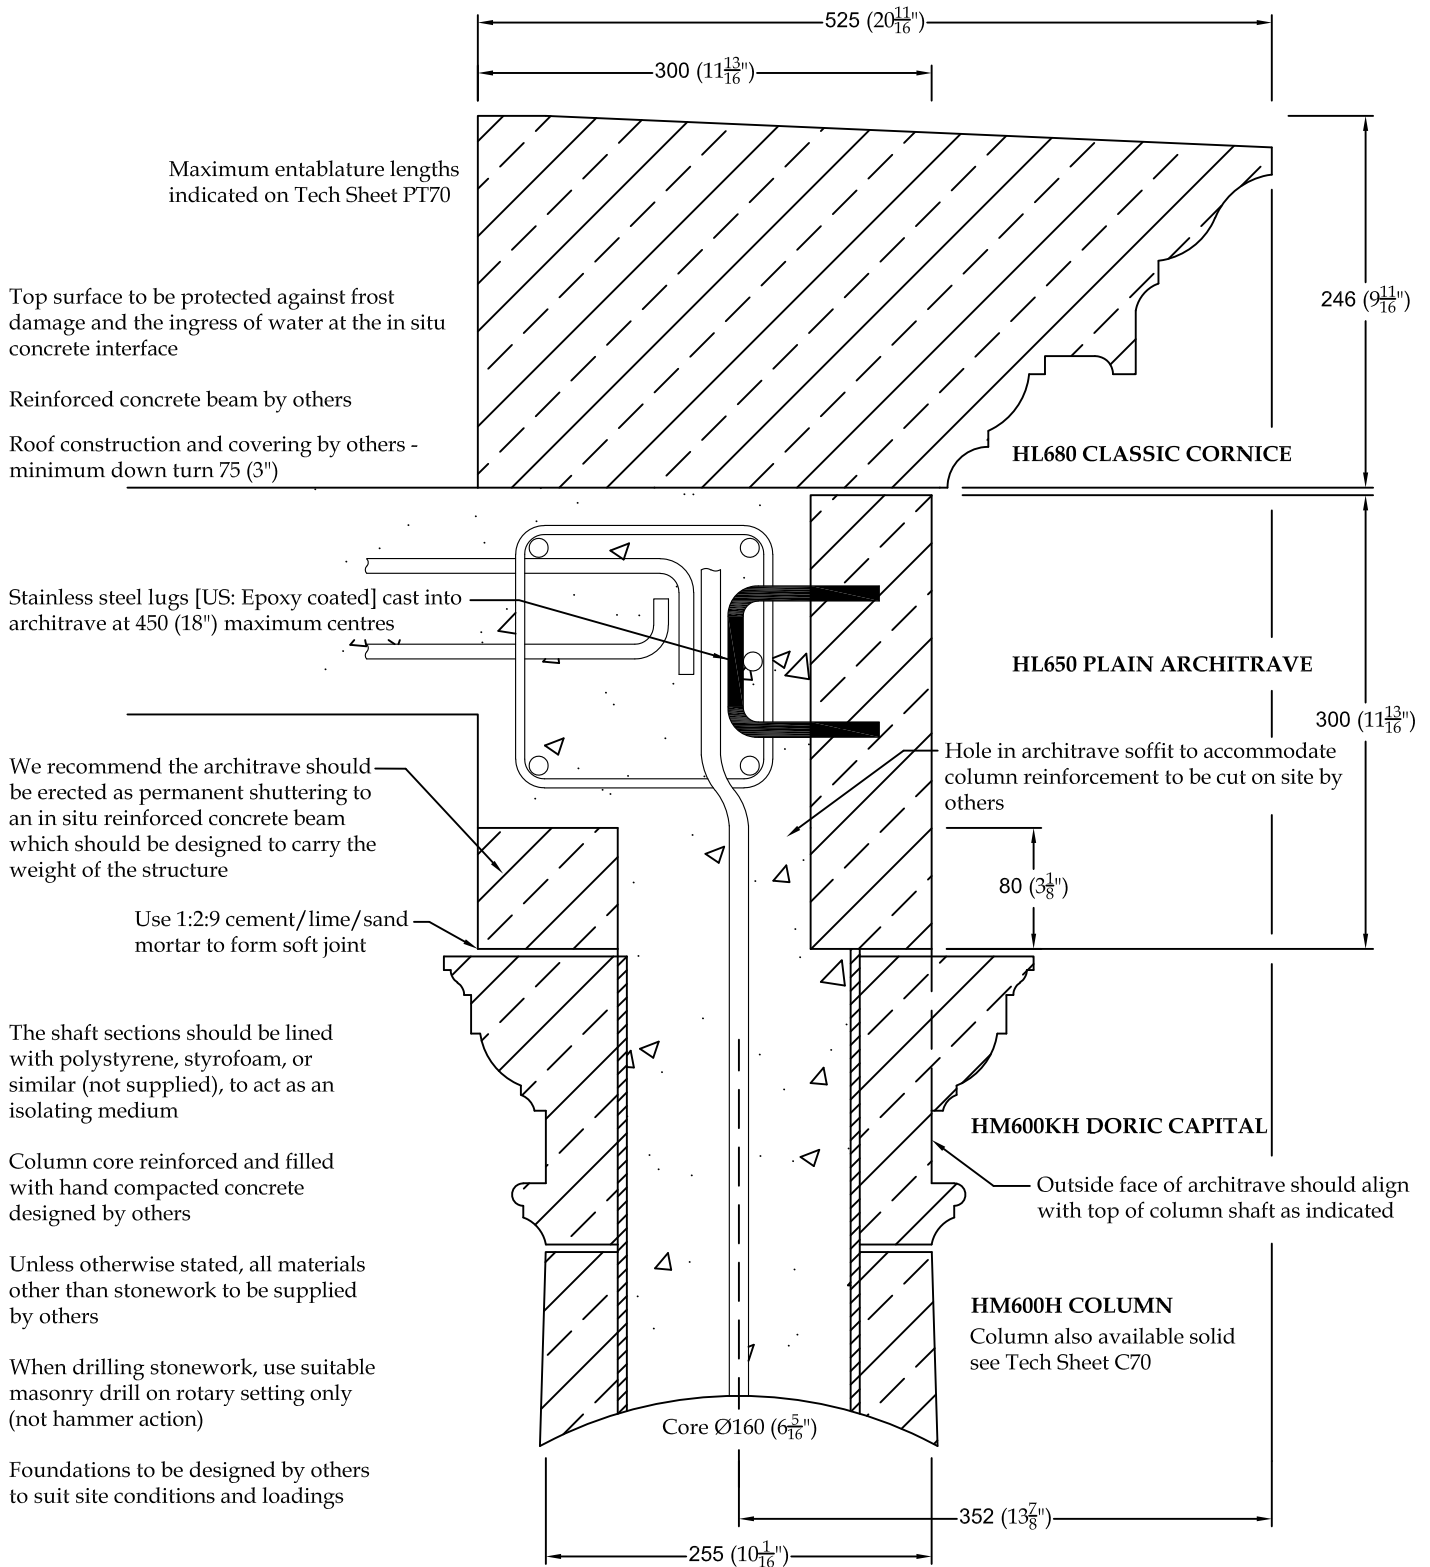 525 (20 11/16")
300 (11 13/16")
Maximum entablature lengths
indicated on Tech Sheet PT70
Top surface to be protected against frost
damage and the ingress of water at the in situ
concrete interface
246 (9 11/16")
Reinforced concrete beam by others
Roof construction and covering by others -
minimum down turn 75 (3")
HL680 CLASSIC CORNICE
Stainless steel lugs [US: Epoxy coated] cast into
architrave at 450 (18") maximum centres
HL650 PLAIN ARCHITRAVE
300 (11 13/16")
We recommend the architrave should
be erected as permanent shuttering to
an in situ reinforced concrete beam
which should be designed to carry the
weight of the structure
Hole in architrave soffit to accommodate
column reinforcement to be cut on site by
others
80 (3 1/8")
Use 1:2:9 cement/lime/sand
mortar to form soft joint
The shaft sections should be lined
with polystyrene, styrofoam, or
similar (not supplied), to act as an
isolating medium
HM600KH DORIC CAPITAL
Column core reinforced and filled
with hand compacted concrete
designed by others
Outside face of architrave should align
with top of column shaft as indicated
Unless otherwise stated, all materials
other than stonework to be supplied
by others
HM600H COLUMN
Column also available solid
see Tech Sheet C70
When drilling stonework, use suitable
masonry drill on rotary setting only
(not hammer action)
Core Ø160 (6 5/16")
Foundations to be designed by others
to suit site conditions and loadings
352 (13 7/8")
255 (10 1/16")